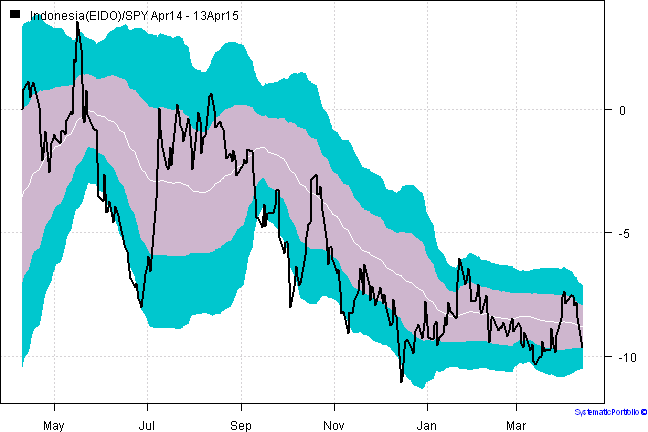 Indonesia(EIDO)/SPY Apr14 - 13Apr15
0
-5
-10
May Jul Sep Nov Jan Mar
SystematicPortfolio ©